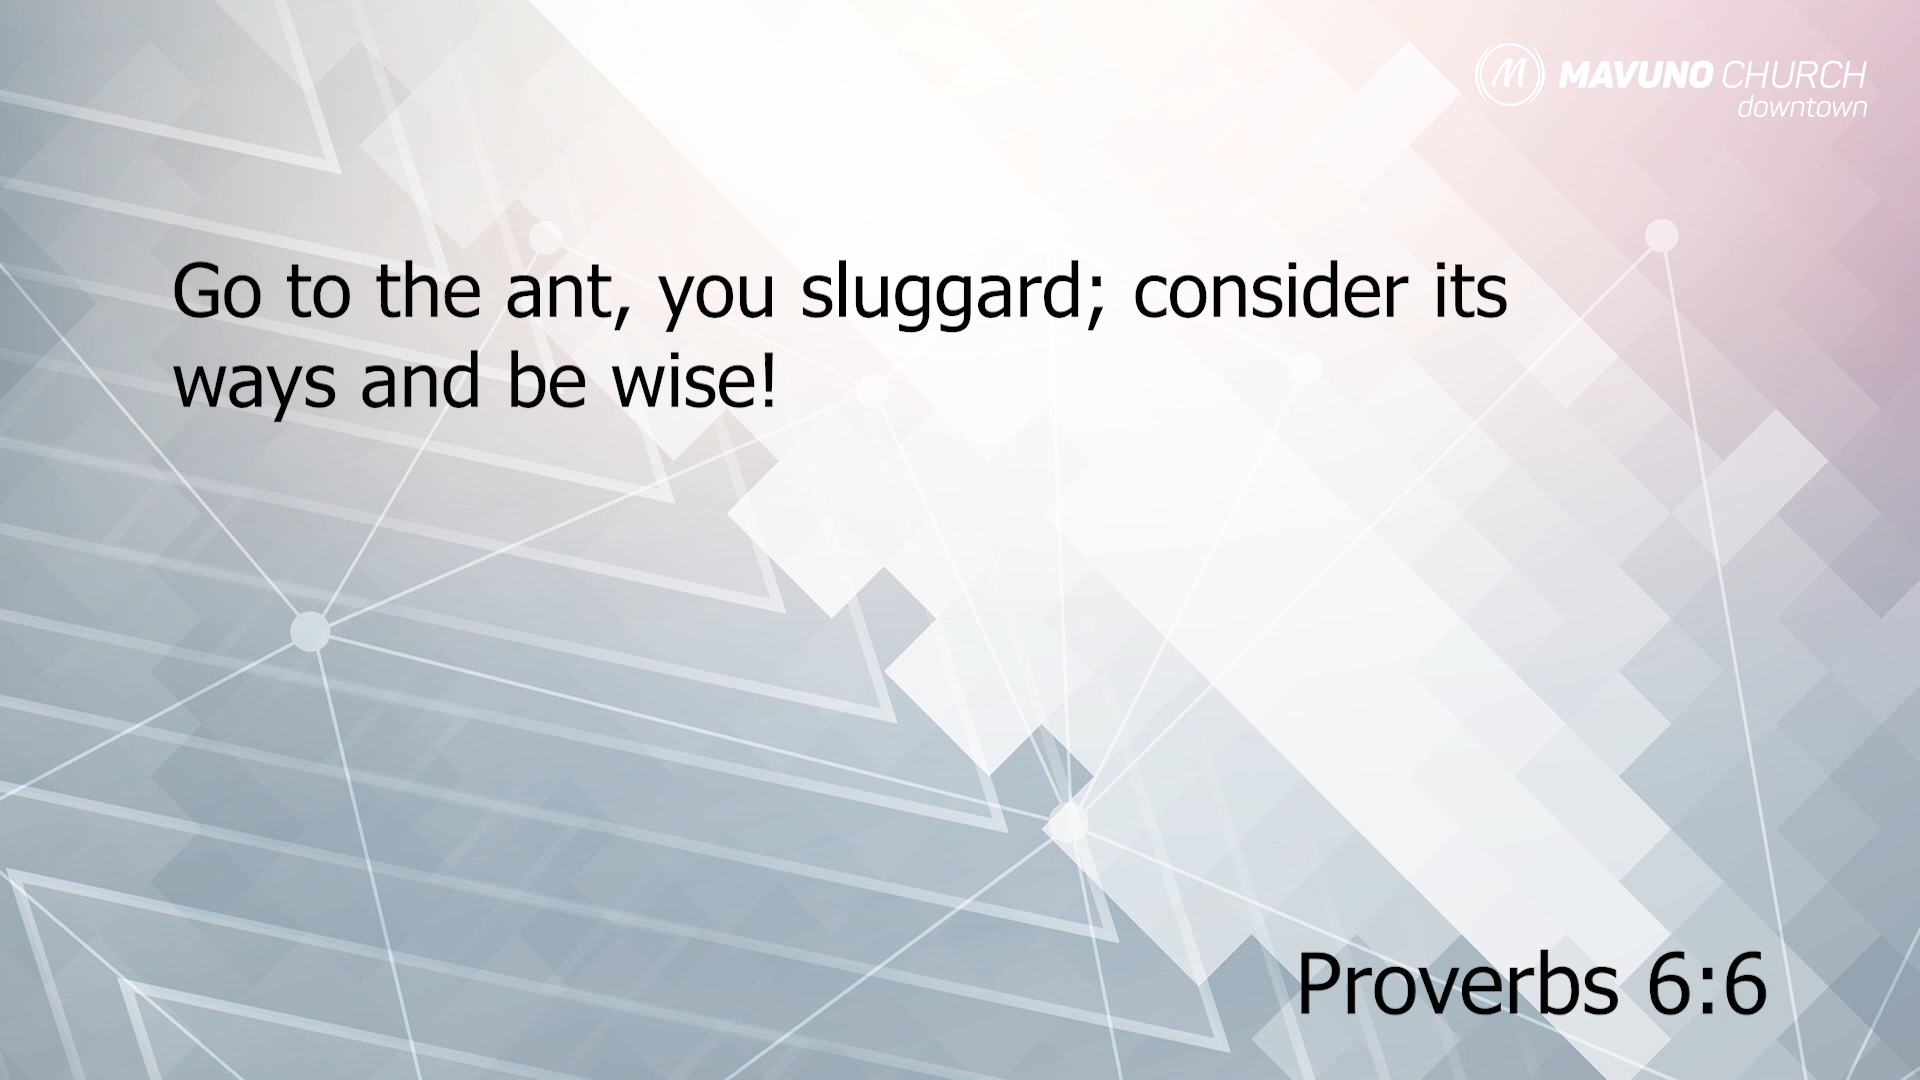 MAVUNO CHURCH
downtown
Go to the ant, you sluggard; consider its
ways and be wise!
Proverbs 6:6